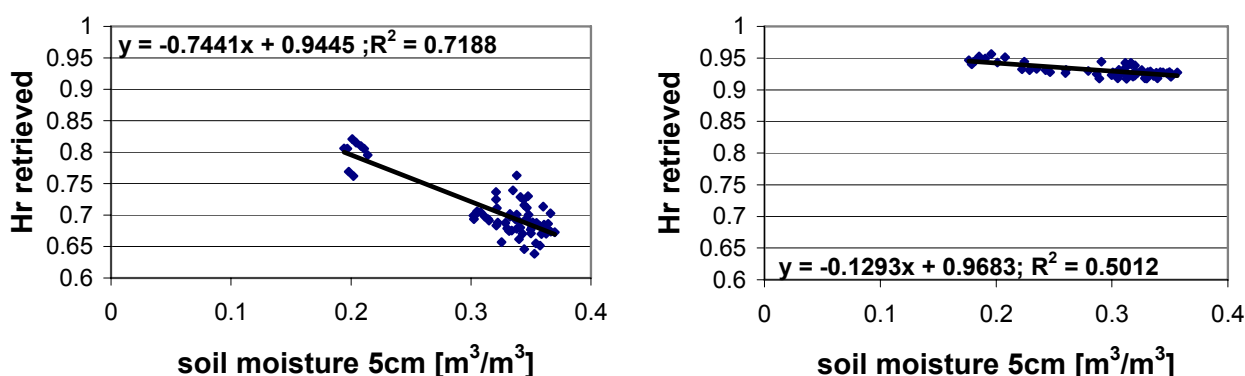 y = -0.7441x + 0.9445 ;R² = 0.7188
1
0.95
0.9
0.85
0.8
0.75
0.7
0.65
0.6
Hr retrieved
0 0.1 0.2 0.3 0.4
soil moisture 5cm [m³/m³]
1
0.95
0.9
0.85
0.8
0.75
0.7
0.65
0.6
Hr retrieved
y = -0.1293x + 0.9683; R² = 0.5012
0 0.1 0.2 0.3 0.4
soil moisture 5cm [m³/m³]